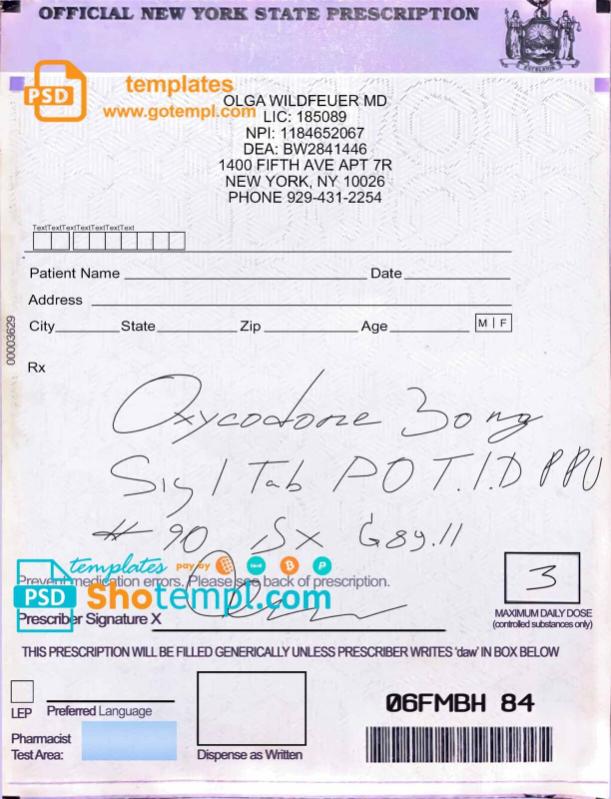 OFFICIAL NEW YORK STATE PRESCRIPTION
EXCELSIOR
PSD templates
www.gotempl.com
OLGA WILDFEUER MD
LIC: 185089
NPI: 1184652067
DEA: BW2841446
1400 FIFTH AVE APT 7R
NEW YORK, NY 10026
PHONE 929-431-2254
TextTextTextTextTextTextText
Patient Name Date
Address
City State Zip Age M F
00003629
Rx
Oxycodone 30 mg
Sig 1 Tab PO T.I.D
# 90 G89.11
templates pay by
Prevent medication errors. Please see back of prescription.
3
PSD Shotempl.com
Prescriber Signature X
MAXIMUM DAILY DOSE
(controlled substances only)
THIS PRESCRIPTION WILL BE FILLED GENERICALLY UNLESS PRESCRIBER WRITES 'daw' IN BOX BELOW
06FMBH 84
LEP Preferred Language
Pharmacist
Test Area:
Dispense as Written